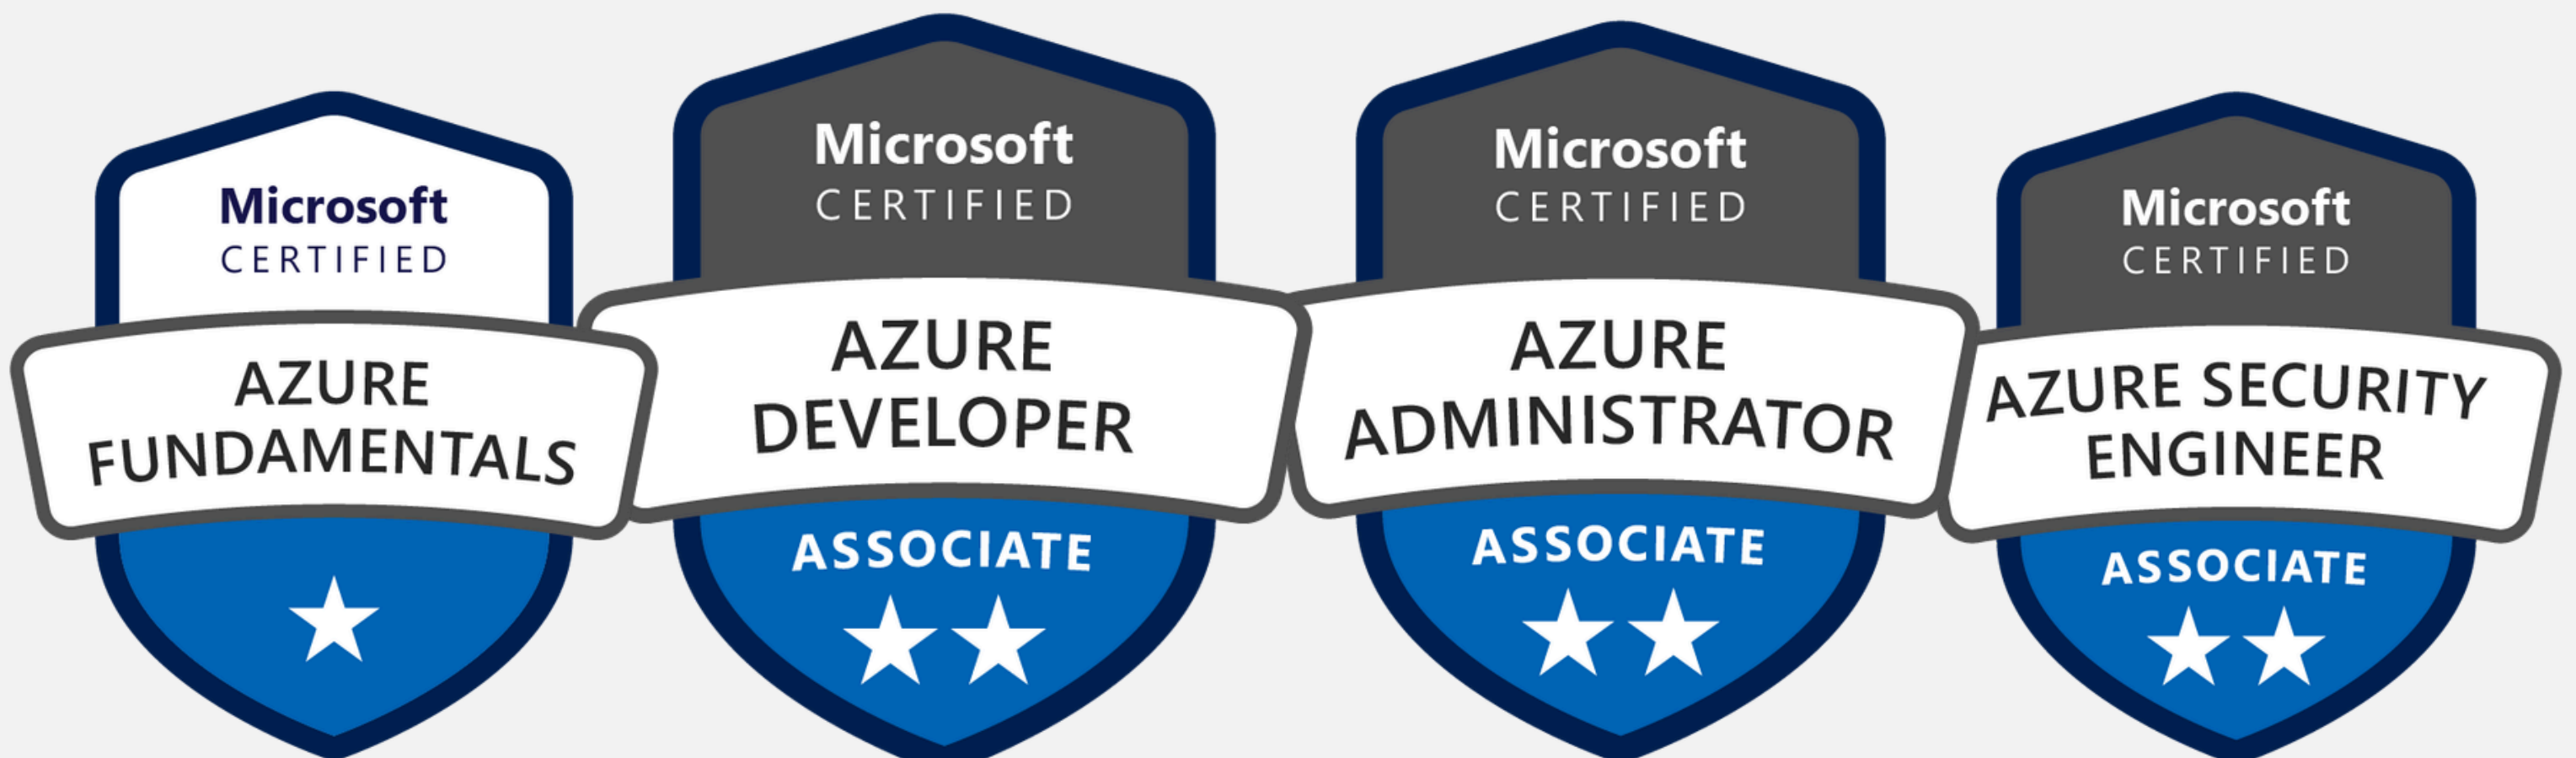 Microsoft
CERTIFIED
AZURE
FUNDAMENTALS
Microsoft
CERTIFIED
AZURE
DEVELOPER
ASSOCIATE
Microsoft
CERTIFIED
AZURE
ADMINISTRATOR
ASSOCIATE
Microsoft
CERTIFIED
AZURE SECURITY
ENGINEER
ASSOCIATE